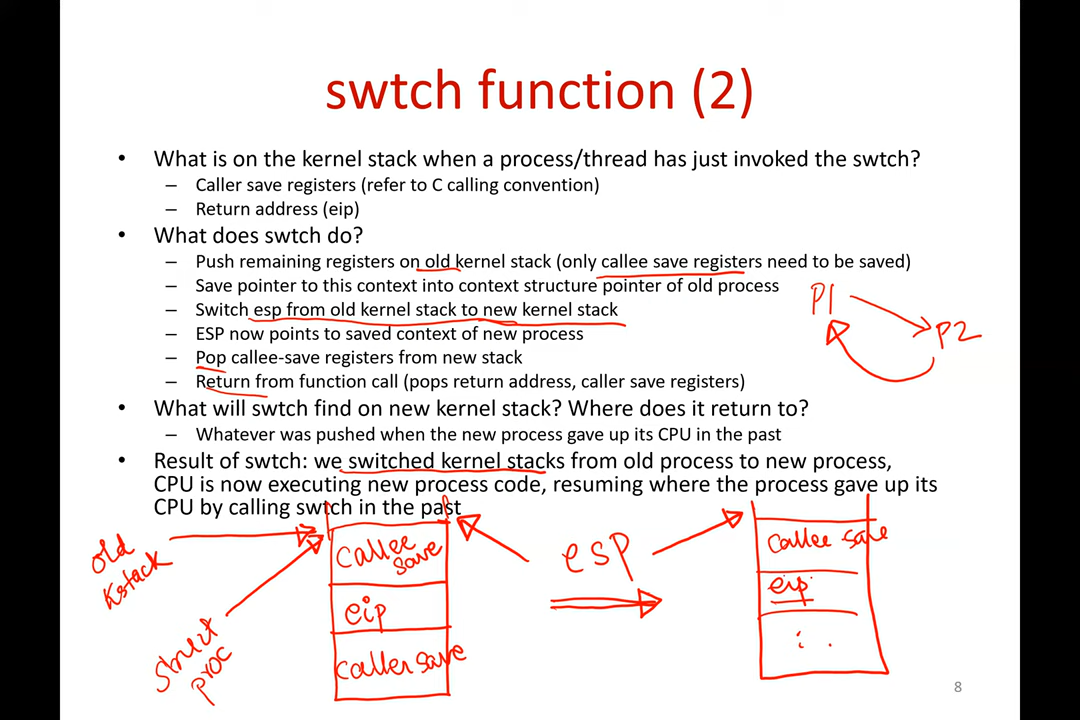 swtch function (2)
• What is on the kernel stack when a process/thread has just invoked the swtch?
– Caller save registers (refer to C calling convention)
– Return address (eip)
• What does swtch do?
– Push remaining registers on old kernel stack (only callee save registers need to be saved)
– Save pointer to this context into context structure pointer of old process
– Switch esp from old kernel stack to new kernel stack
– ESP now points to saved context of new process
– Pop callee-save registers from new stack
– Return from function call (pops return address, caller save registers)
• What will swtch find on new kernel stack? Where does it return to?
– Whatever was pushed when the new process gave up its CPU in the past
• Result of swtch: we switched kernel stacks from old process to new process,
CPU is now executing new process code, resuming where the process gave up its
CPU by calling swtch in the past
P1
P2
old
Kstack
struct
proc
callee
save
eip
caller save
esp
callee save
eip
8